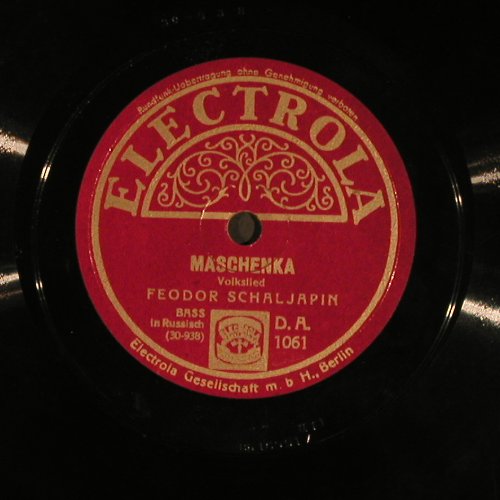 Rundfunk-Uebertragung ohne Genehmigung verboten
ELECTROLA
MASCHENKA
Volkslied
FEODOR SCHALJAPIN
BASS
in Russisch
(30-938)
D. A.
1061
Electrola Gesellschaft m. b H., Berlin